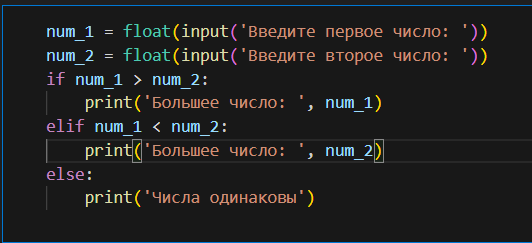 num_1 = float(input('Введите первое число: '))
num_2 = float(input('Введите второе число: '))
if num_1 > num_2:
    print('Большее число: ', num_1)
elif num_1 < num_2:
    print('Большее число: ', num_2)
else:
    print('Числа одинаковы')